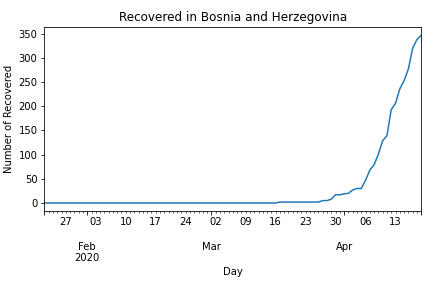 Recovered in Bosnia and Herzegovina
350
300
250
200
150
100
50
0
Number of Recovered
27 03 10 17 24 02 09 16 23 30 06 13
Feb Mar Apr
2020
Day